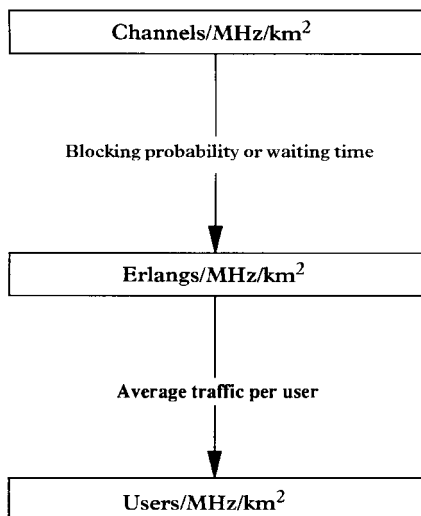 Channels/MHz/km²
Blocking probability or waiting time
Erlangs/MHz/km²
Average traffic per user
Users/MHz/km²